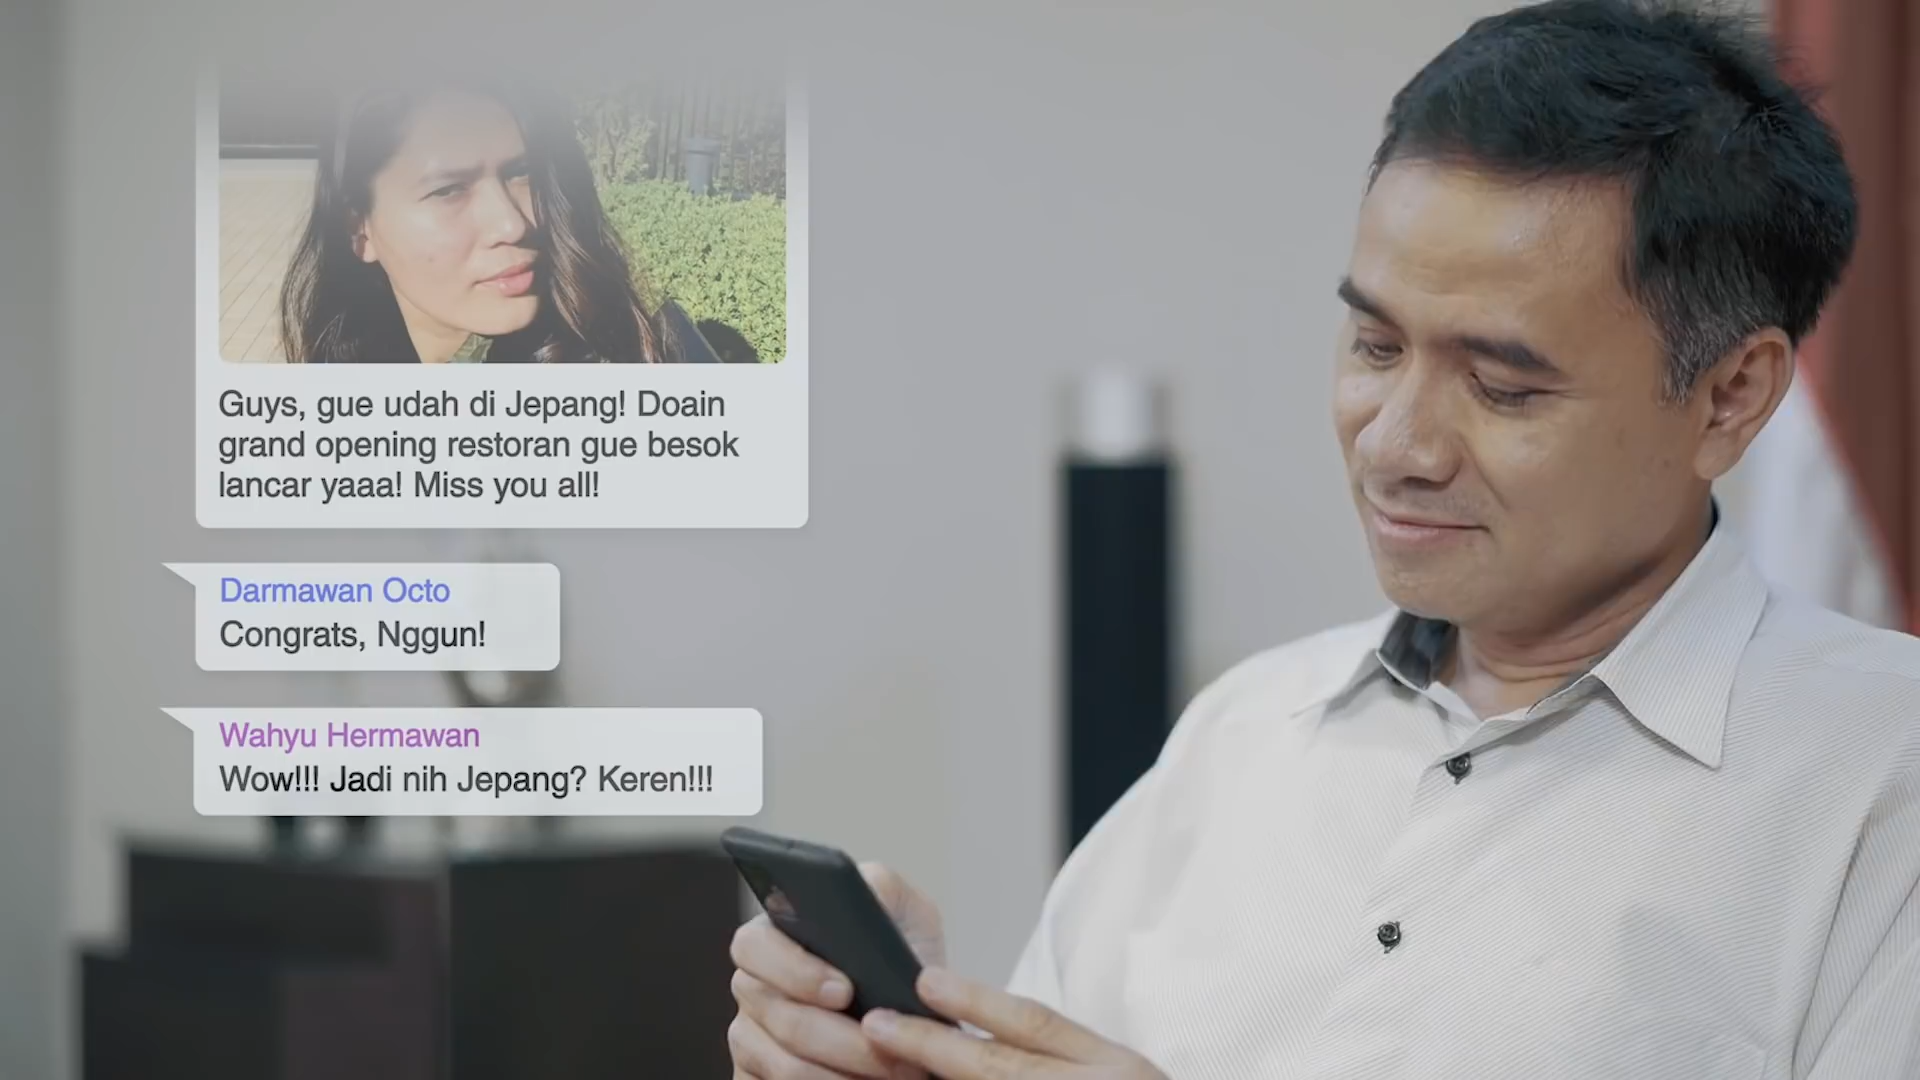 Guys, gue udah di Jepang! Doain
grand opening restoran gue besok
lancar yaaa! Miss you all!
Darmawan Octo
Congrats, Nggun!
Wahyu Hermawan
Wow!!! Jadi nih Jepang? Keren!!!